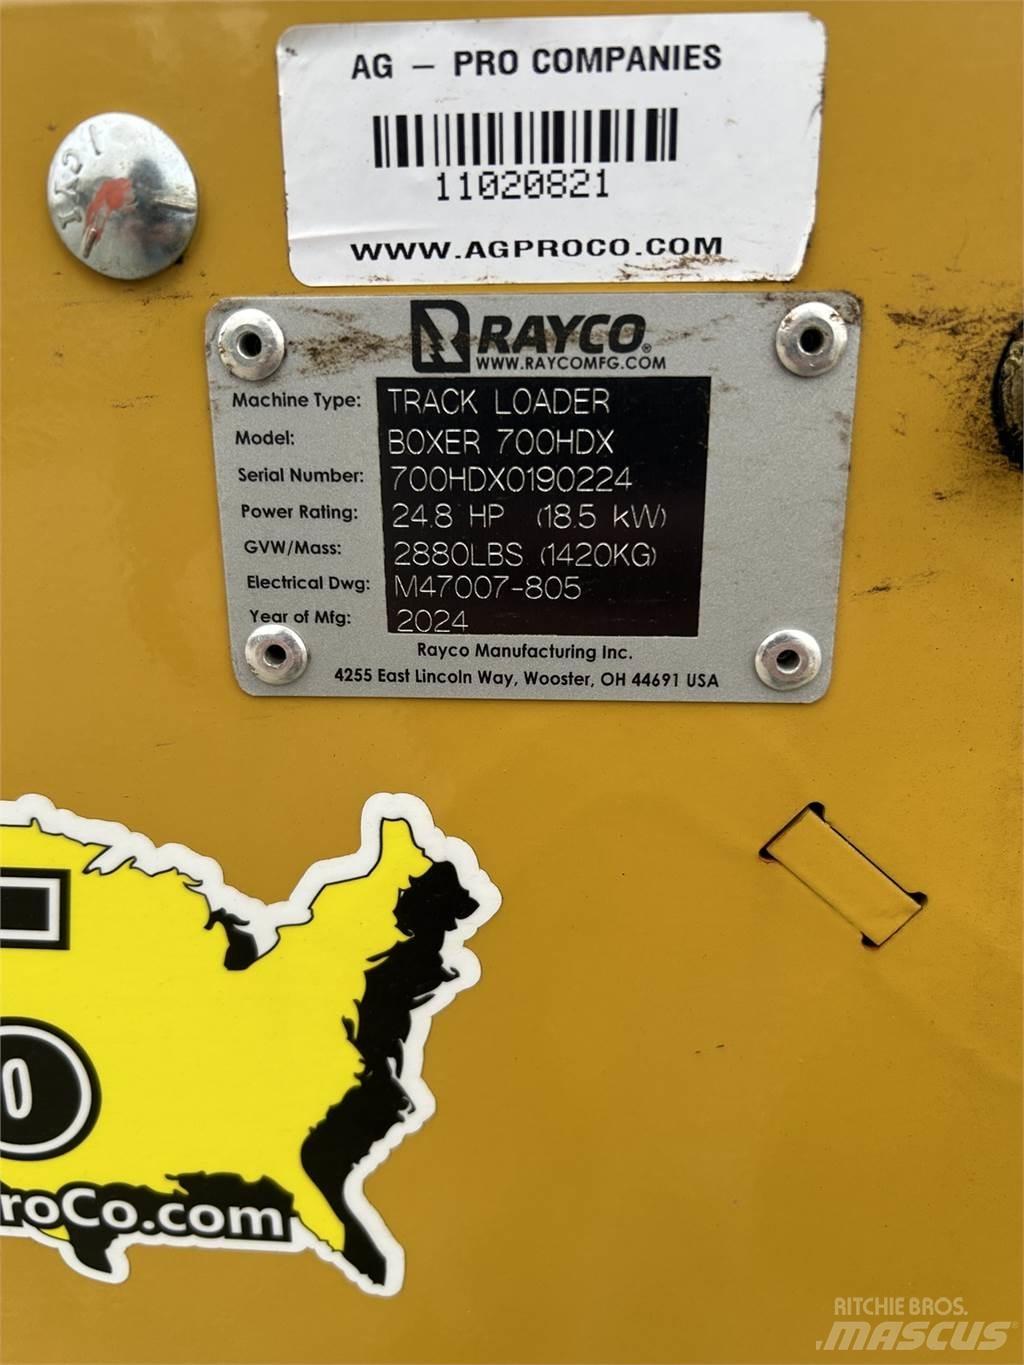 AG – PRO COMPANIES
11020821
WWW.AGPROCO.COM
RAYCO®
WWW.RAYCOMFG.COM
Machine Type: TRACK LOADER
Model: BOXER 700HDX
Serial Number: 700HDX0190224
Power Rating: 24.8 HP (18.5 kW)
GVW/Mass: 2880LBS (1420KG)
Electrical Dwg: M47007-805
Year of Mfg: 2024
Rayco Manufacturing Inc.
4255 East Lincoln Way, Wooster, OH 44691 USA
0
roCo.com
RITCHIE BROS.
MASCUS